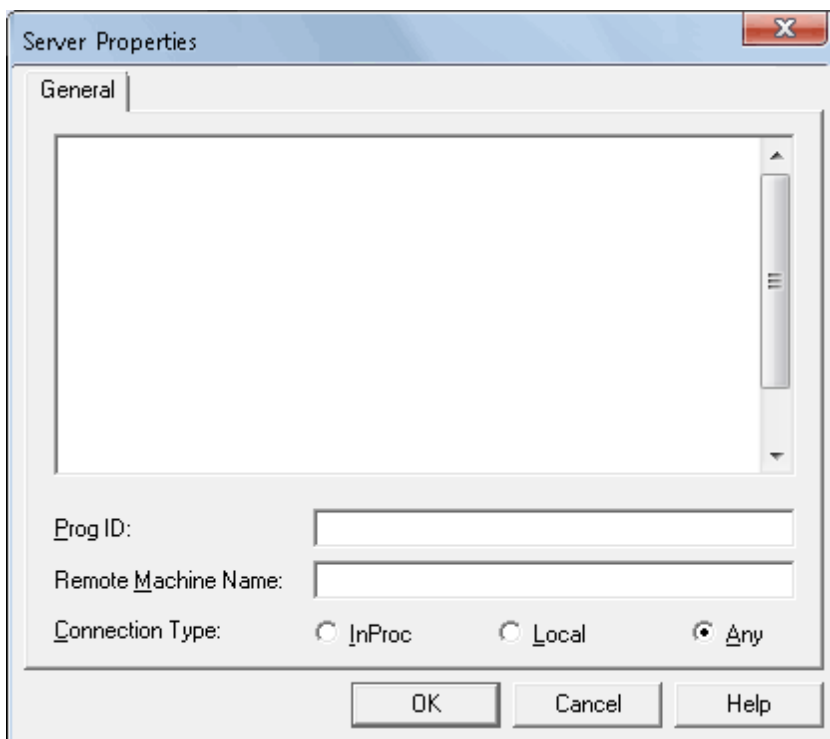 Server Properties
General
Prog ID:
Remote Machine Name:
Connection Type: InProc Local Any
OK Cancel Help